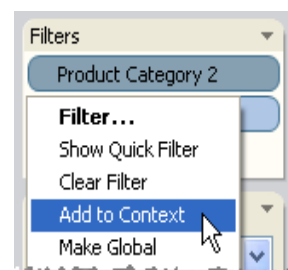 Filters
Product Category 2
Filter...
Show Quick Filter
Clear Filter
Add to Context
Make Global